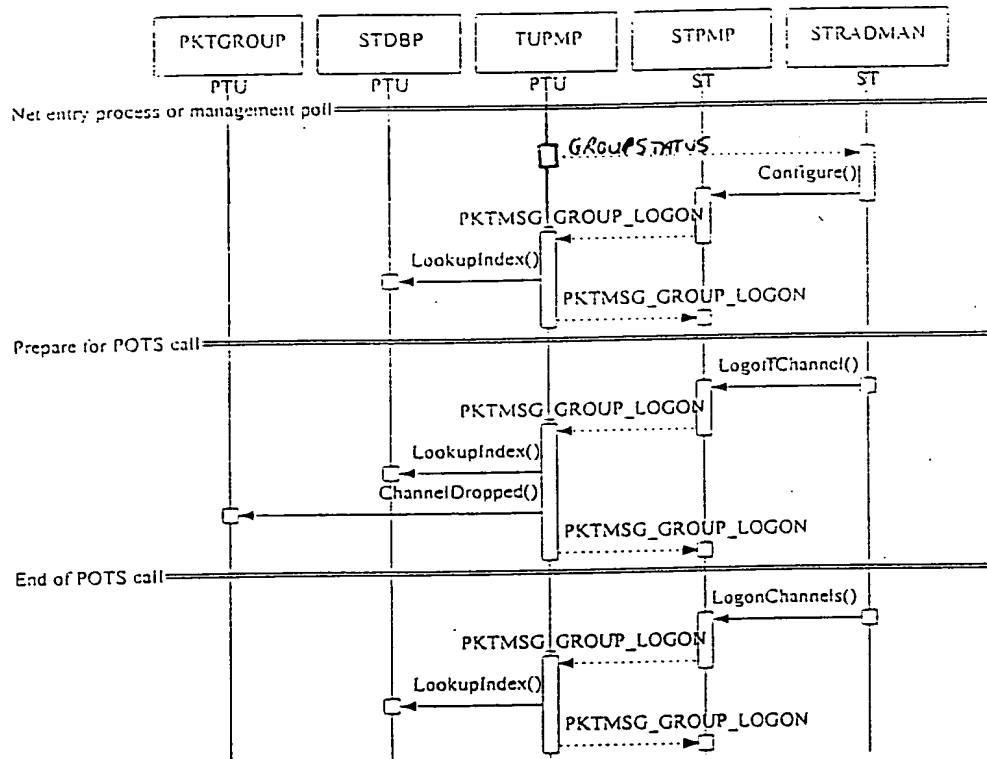 PKTGROUP STDBP TUPMP STPMP STRADMAN
PTU PTU PTU ST ST
Net entry process or management poll
GROUPSTATUS
Configure()
PKTMSG_GROUP_LOGON
LookupIndex()
PKTMSG_GROUP_LOGON
Prepare for POTS call
PKTMSG_GROUP_LOGON
LookupIndex()
ChannelDropped()
PKTMSG_GROUP_LOGON
End of POTS call
LogonChannels()
PKTMSG_GROUP_LOGON
LookupIndex()
PKTMSG_GROUP_LOGON